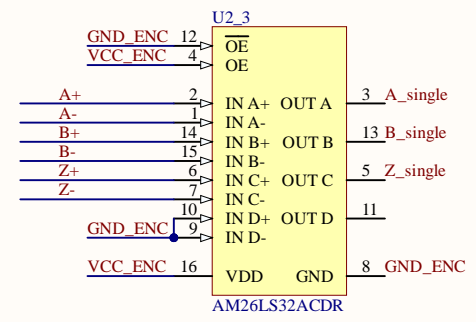 U2_3
GND_ENC 12 OE
VCC_ENC 4 OE
A+ 2 IN A+ OUT A 3 A_single
A- 1 IN A-
B+ 14 IN B+ OUT B 13 B_single
B- 15 IN B-
Z+ 6 IN C+ OUT C 5 Z_single
Z- 7 IN C-
10 IN D+ OUT D 11
GND_ENC 9 IN D-
VCC_ENC 16 VDD GND 8 GND_ENC
AM26LS32ACDR